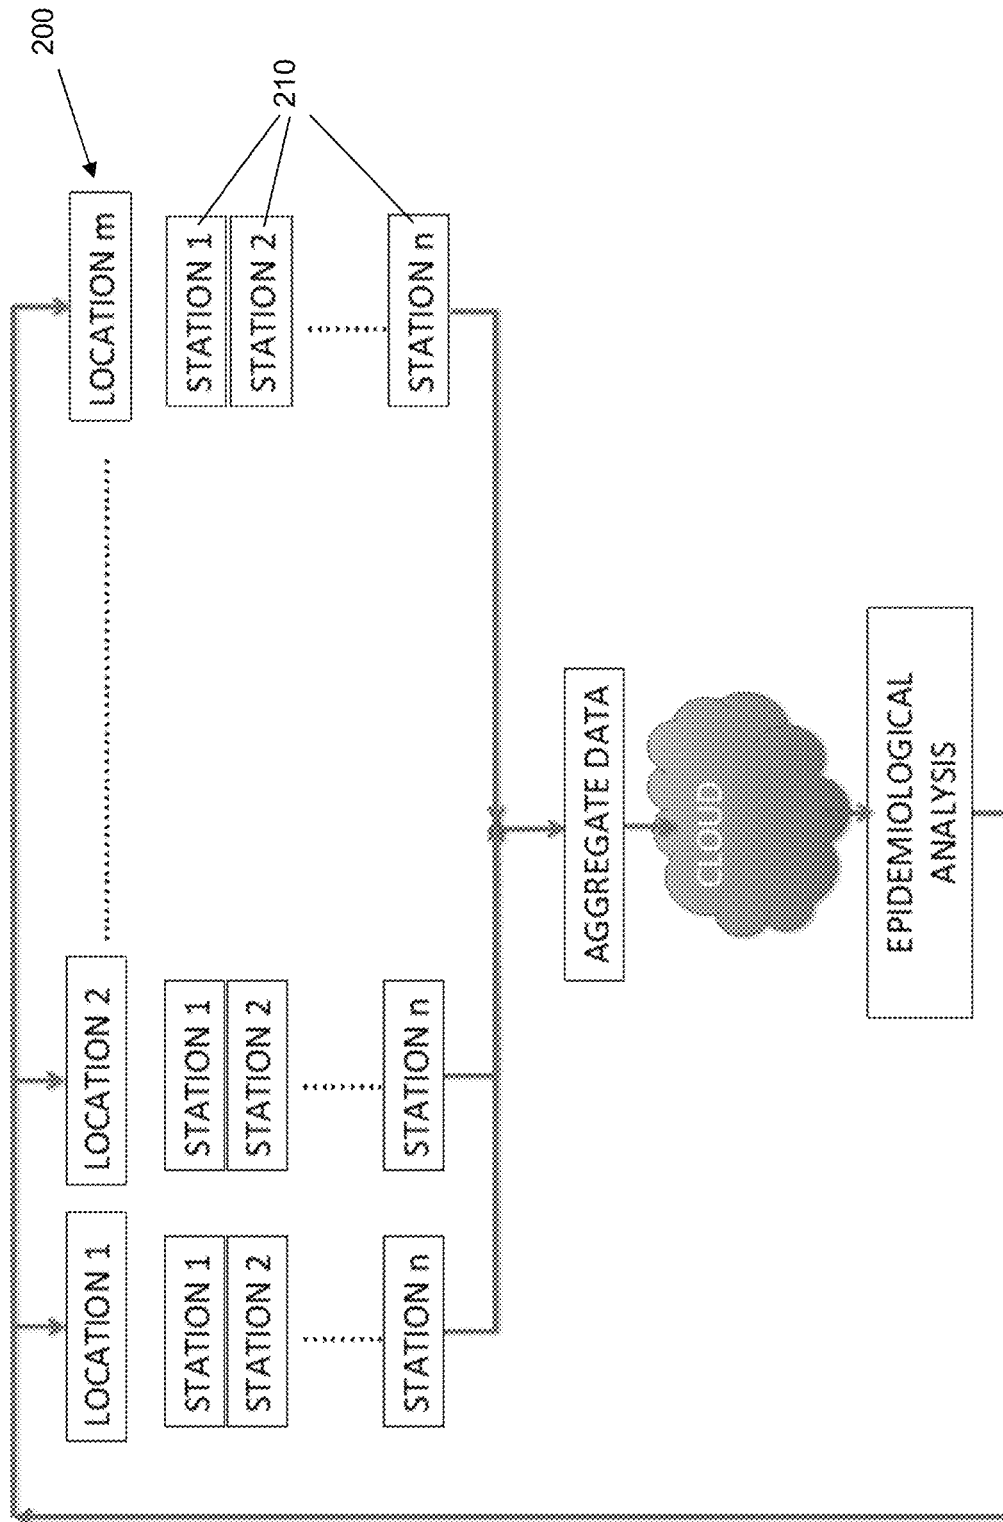 200
LOCATION 1
LOCATION 2
LOCATION m
210
STATION 1
STATION 2
STATION n
STATION 1
STATION 2
STATION n
STATION 1
STATION 2
STATION n
AGGREGATE DATA
CLOUD
EPIDEMIOLOGICAL
ANALYSIS